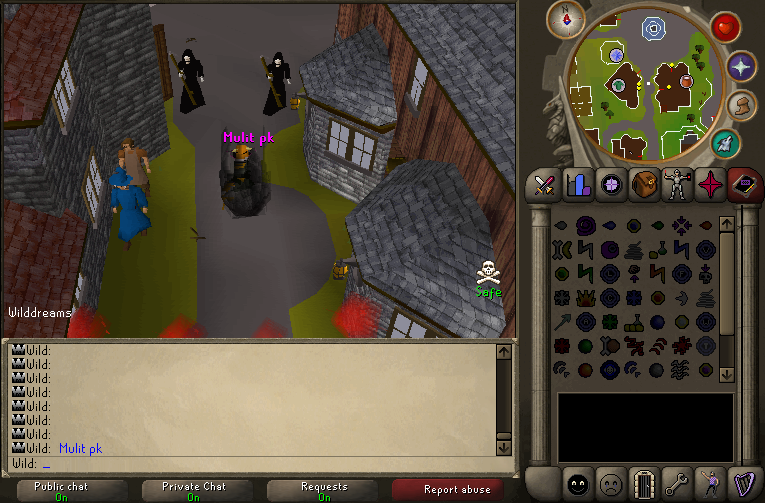 Mulit pk
Safe
Wilddreams
Wild:
Wild:
Wild:
Wild:
Wild:
Wild:
Wild:
Wild: Mulit pk
Wild: _
Public chat
On
Private Chat
On
Requests
On
Report abuse